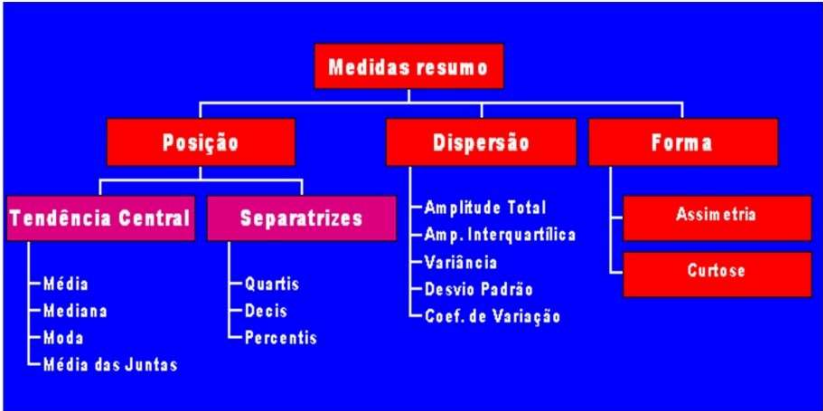 Medidas resumo
Posição
Dispersão
Forma
Tendência Central
Separatrizes
Média
Mediana
Moda
Média das Juntas
Quartis
Decis
Percentis
Amplitude Total
Amp. Interquartílica
Variância
Desvio Padrão
Coef. de Variação
Assimetria
Curtose